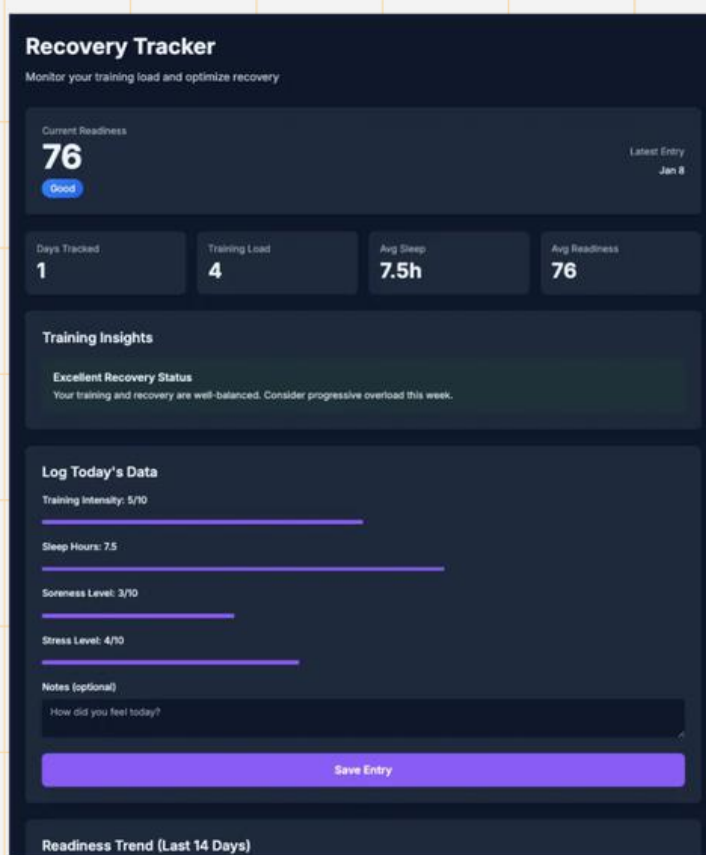 Recovery Tracker
Monitor your training load and optimize recovery
Current Readiness
76
Good
Latest Entry
Jan 8
Days Tracked
1
Training Load
4
Avg Sleep
7.5h
Avg Readiness
76
Training Insights
Excellent Recovery Status
Your training and recovery are well-balanced. Consider progressive overload this week.
Log Today's Data
Training Intensity: 5/10
Sleep Hours: 7.5
Soreness Level: 3/10
Stress Level: 4/10
Notes (optional)
How did you feel today?
Save Entry
Readiness Trend (Last 14 Days)